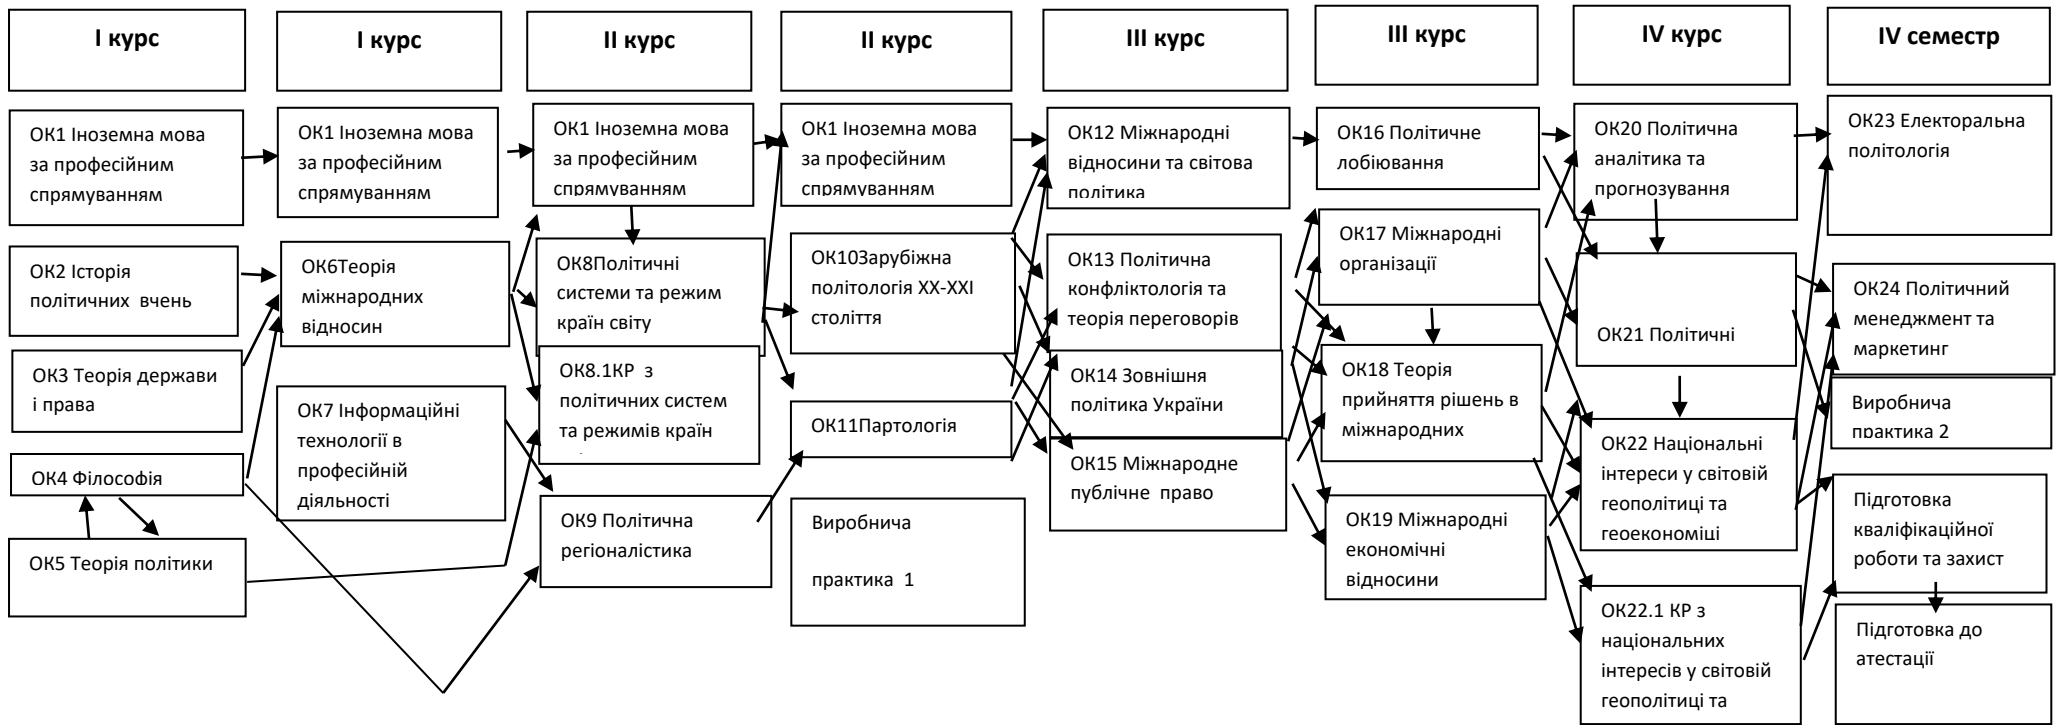 І курс
І курс
ІІ курс
ІІ курс
ІІІ курс
ІІІ курс
IV курс
IV семестр
ОК1 Іноземна мова
за професійним
спрямуванням
ОК2 Історія
політичних вчень
ОК3 Теорія держави
і права
ОК4 Філософія
ОК5 Теорія політики
ОК1 Іноземна мова
за професійним
спрямуванням
ОК6Теорія
міжнародних
відносин
ОК7 Інформаційні
технології в
професійній
діяльності
ОК1 Іноземна мова
за професійним
спрямуванням
ОК8Політичні
системи та режим
країн світу
ОК8.1КР з
політичних систем
та режимів країн
ОК9 Політична
регіоналістика
ОК1 Іноземна мова
за професійним
спрямуванням
ОК10Зарубіжна
політологія ХХ-ХХІ
століття
ОК11Партологія
Виробнича
практика 1
ОК12 Міжнародні
відносини та світова
політика
ОК13 Політична
конфліктологія та
теорія переговорів
ОК14 Зовнішня
політика України
ОК15 Міжнародне
публічне право
ОК16 Політичне
лобіювання
ОК17 Міжнародні
організації
ОК18 Теорія
прийняття рішень в
міжнародних
ОК19 Міжнародні
економічні
відносини
ОК20 Політична
аналітика та
прогнозування
ОК21 Політичні
ОК22 Національні
інтереси у світовій
геополітиці та
геоекономіці
ОК22.1 КР з
національних
інтересів у світовій
геополітиці та
ОК23 Електоральна
політологія
ОК24 Політичний
менеджмент та
маркетинг
Виробнича
практика 2
Підготовка
кваліфікаційної
роботи та захист
Підготовка до
атестації